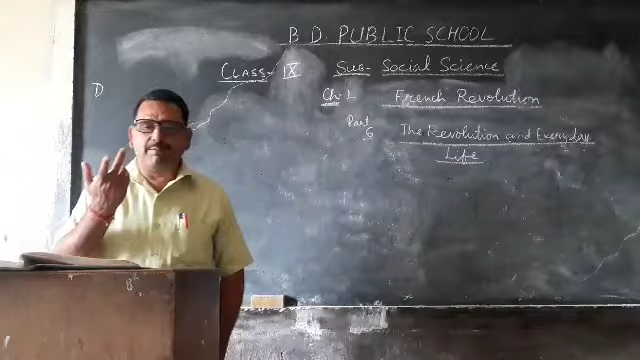 B. D. PUBLIC SCHOOL
CLASS- IX Sub- Social Science
Ch: 1 French Revolution
D
Part 6 The Revolution and Everyday
Life